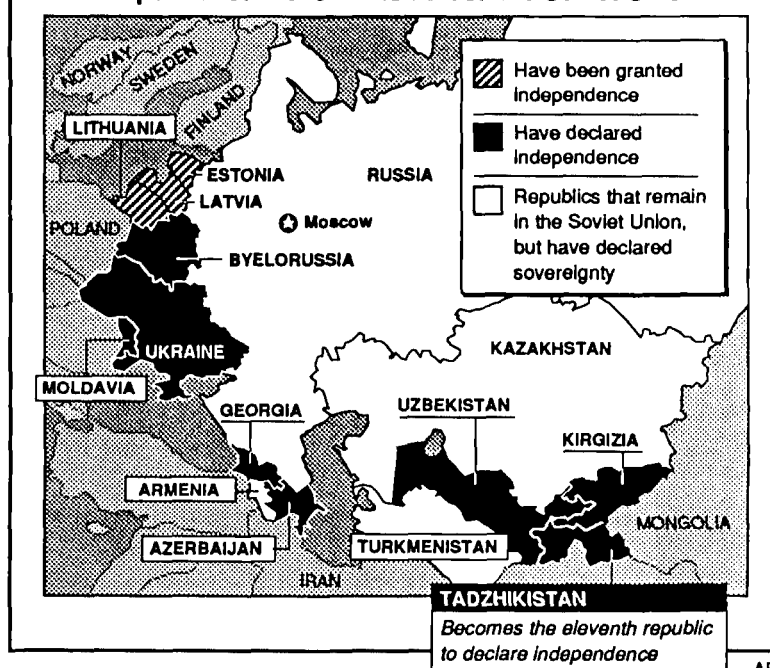 NORWAY
SWEDEN
FINLAND
LITHUANIA
ESTONIA
LATVIA
RUSSIA
Moscow
POLAND
BYELORUSSIA
UKRAINE
MOLDAVIA
KAZAKHSTAN
GEORGIA
UZBEKISTAN
KIRGIZIA
ARMENIA
AZERBAIJAN
TURKMENISTAN
MONGOLIA
IRAN
Have been granted
independence
Have declared
independence
Republics that remain
in the Soviet Union,
but have declared
sovereignty
TADZHIKISTAN
Becomes the eleventh republic
to declare independence